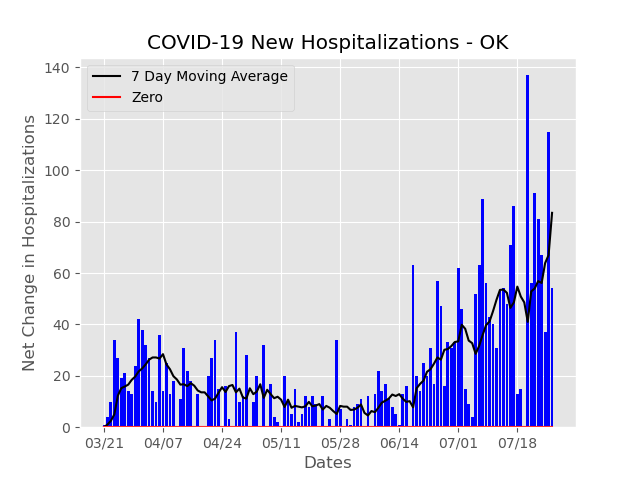 COVID-19 New Hospitalizations - OK
7 Day Moving Average
Zero
Net Change in Hospitalizations
140
120
100
80
60
40
20
0
03/21 04/07 04/24 05/11 05/28 06/14 07/01 07/18
Dates